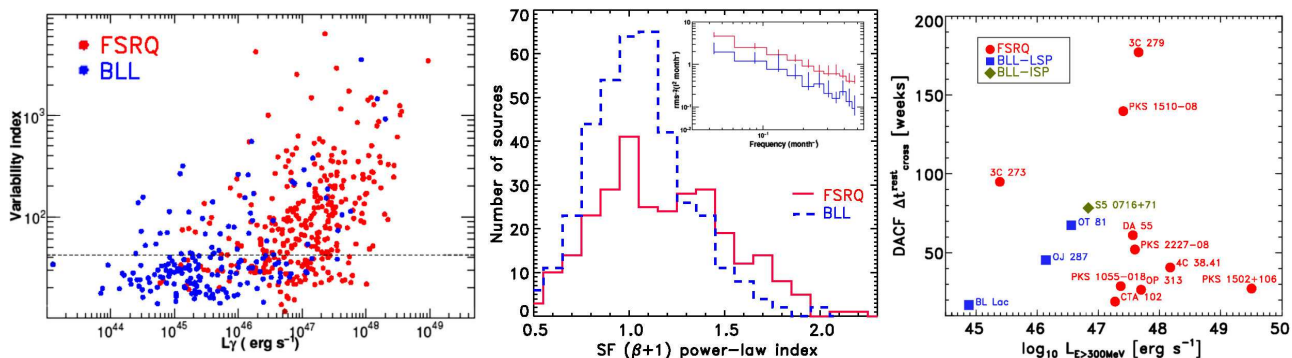 FSRQ
BLL
Variability Index
10³
10²
10⁴⁴ 10⁴⁵ 10⁴⁶ 10⁴⁷ 10⁴⁸ 10⁴⁹
Lγ ( erg s⁻¹)
Number of sources
70
60
50
40
30
20
10
0
0.5 1.0 1.5 2.0
SF (β+1) power-law index
Frequency (month⁻
FSRQ
BLL
DACF Δt^rest_cross [weeks]
200
150
100
50
45 46 47 48 49 50
log₁₀ L_E>300MeV [erg s⁻¹]
FSRQ
BLL-LSP
BLL-ISP
3C 279
PKS 1510-08
3C 273
S5 0716+71
OT 81
DA 55
PKS 2227-08
OJ 287
4C 38.41
PKS 1055-018
OP 313
PKS 1502+106
CTA 102
BL Lac